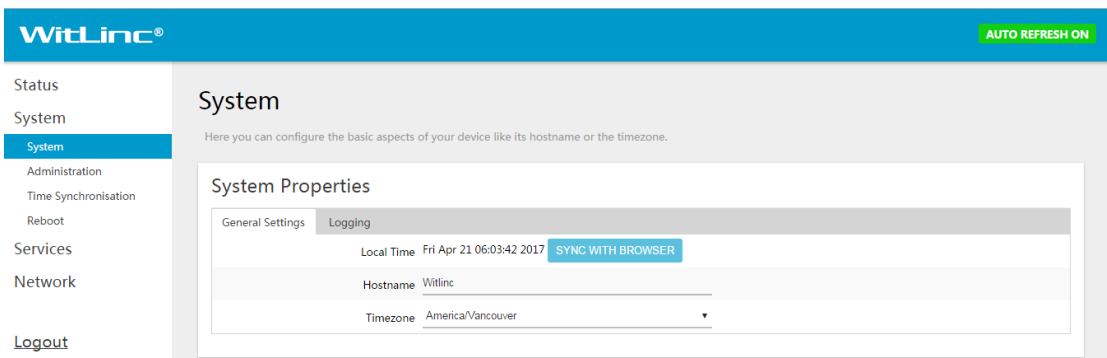 WitLinc®
AUTO REFRESH ON
Status
System
System
Administration
Time Synchronisation
Reboot
Services
Network
Logout
System
Here you can configure the basic aspects of your device like its hostname or the timezone.
System Properties
General Settings Logging
Local Time Fri Apr 21 06:03:42 2017 SYNC WITH BROWSER
Hostname Witlinc
Timezone America/Vancouver